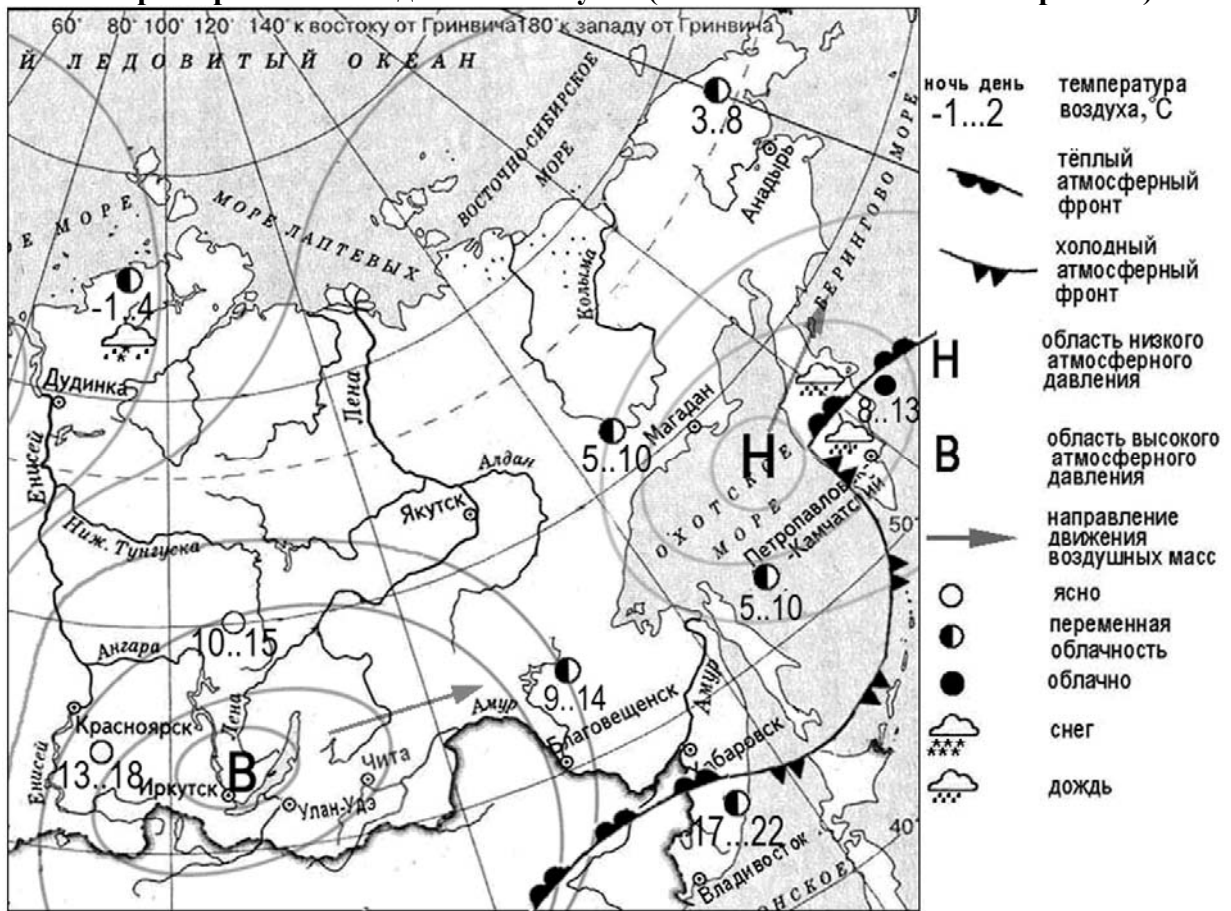 60° 80° 100° 120° 140° к востоку от Гринвича 180° к западу от Гринвича
Й ЛЕДОВИТЫЙ ОКЕАН
ВОСТОЧНО-СИБИРСКОЕ
МОРЕ
3..8
Анадырь
БЕРИНГОВО МОРЕ
ОЕ МОРЕ
МОРЕ ЛАПТЕВЫХ
-1..4
Колыма
Дудинка
Лена
Енисей
5..10
Магадан
8..13
Н
Алдан
Якутск
ОХОТСКОЕ
МОРЕ
Петропавловск
-Камчатский
50°
Ниж. Тунгуска
5..10
10..15
Ангара
Лена
9..14
Амур
Амур
Благовещенск
Красноярск
Чита
Хабаровск
13..18
В
Енисей
Иркутск
Улан-Удэ
17..22
40°
Владивосток
ОНСКОЕ
ночь день
-1...2
температура
воздуха, °С
тёплый
атмосферный
фронт
холодный
атмосферный
фронт
Н
область низкого
атмосферного
давления
В
область высокого
атмосферного
давления
направление
движения
воздушных масс
ясно
переменная
облачность
облачно
снег
дождь